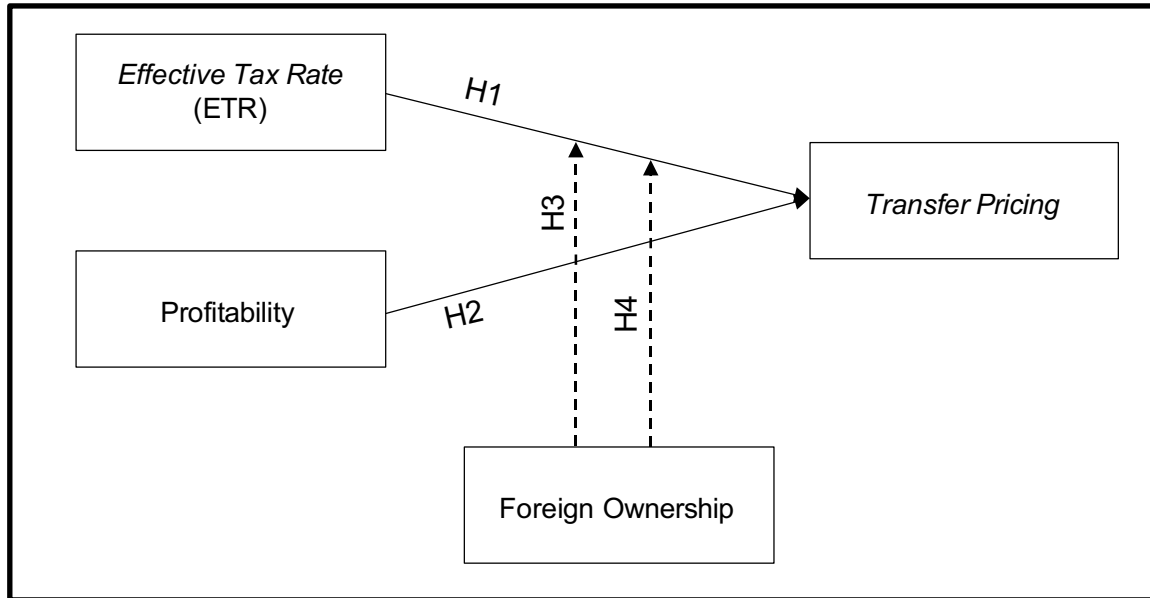 Effective Tax Rate
(ETR)
H1
Transfer Pricing
H3
Profitability
H2
H4
Foreign Ownership